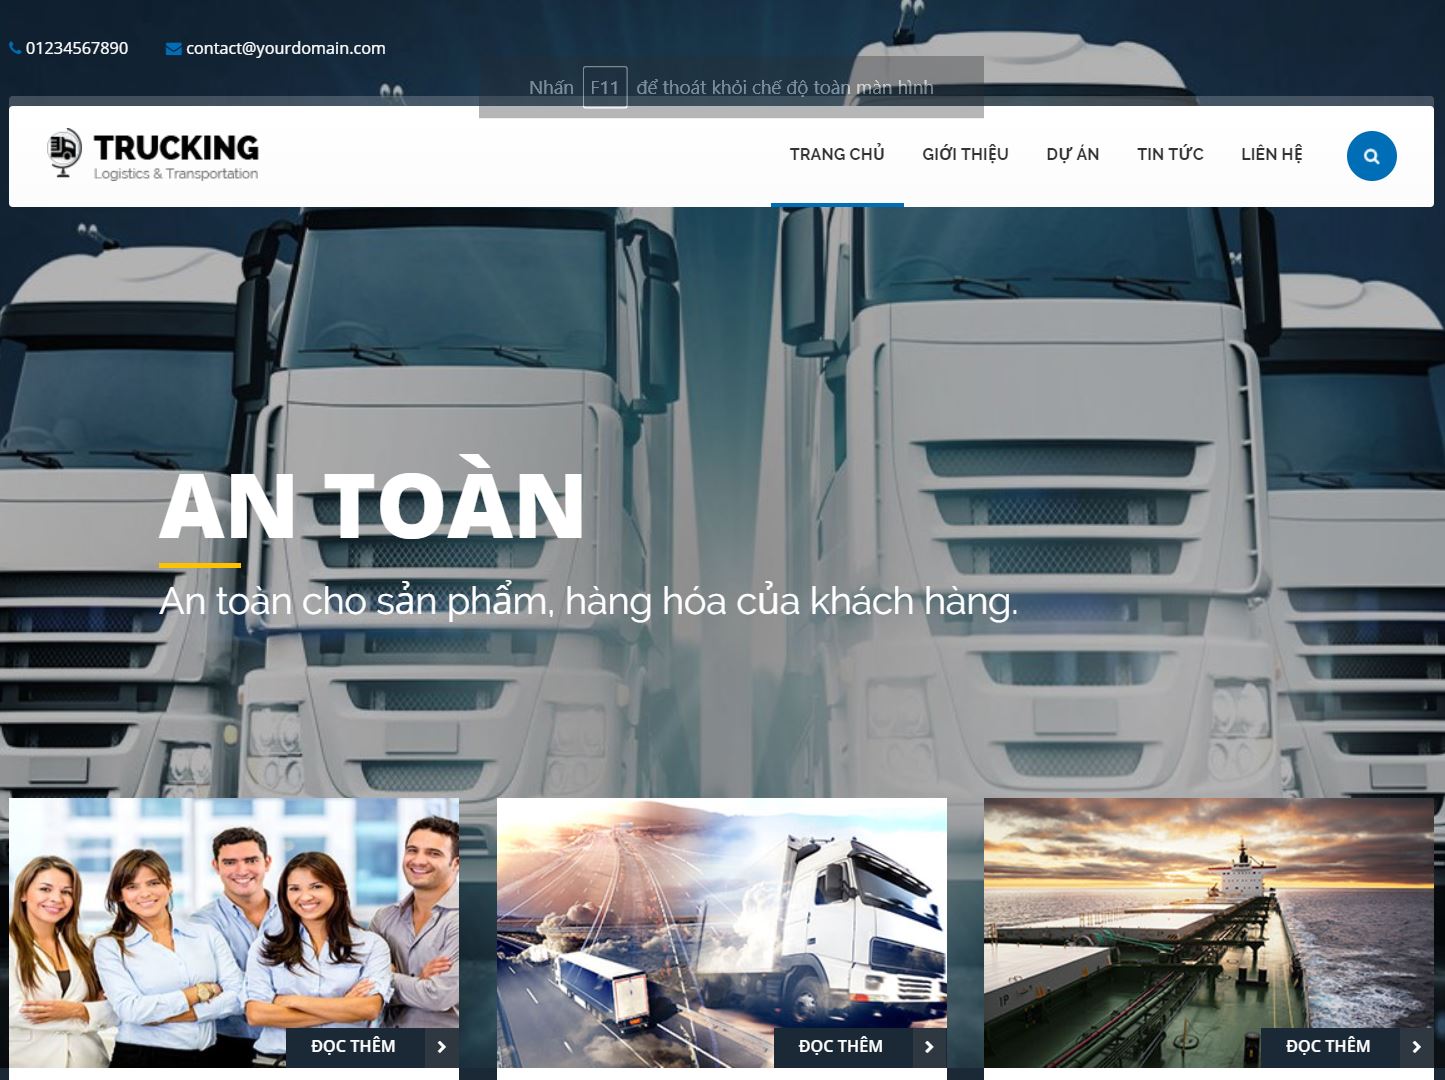 01234567890 contact@yourdomain.com
Nhấn F11 để thoát khỏi chế độ toàn màn hình
TRUCKING
Logistics & Transportation
TRANG CHỦ GIỚI THIỆU DỰ ÁN TIN TỨC LIÊN HỆ
AN TOÀN
An toàn cho sản phẩm, hàng hóa của khách hàng.
IP
ĐỌC THÊM ĐỌC THÊM ĐỌC THÊM